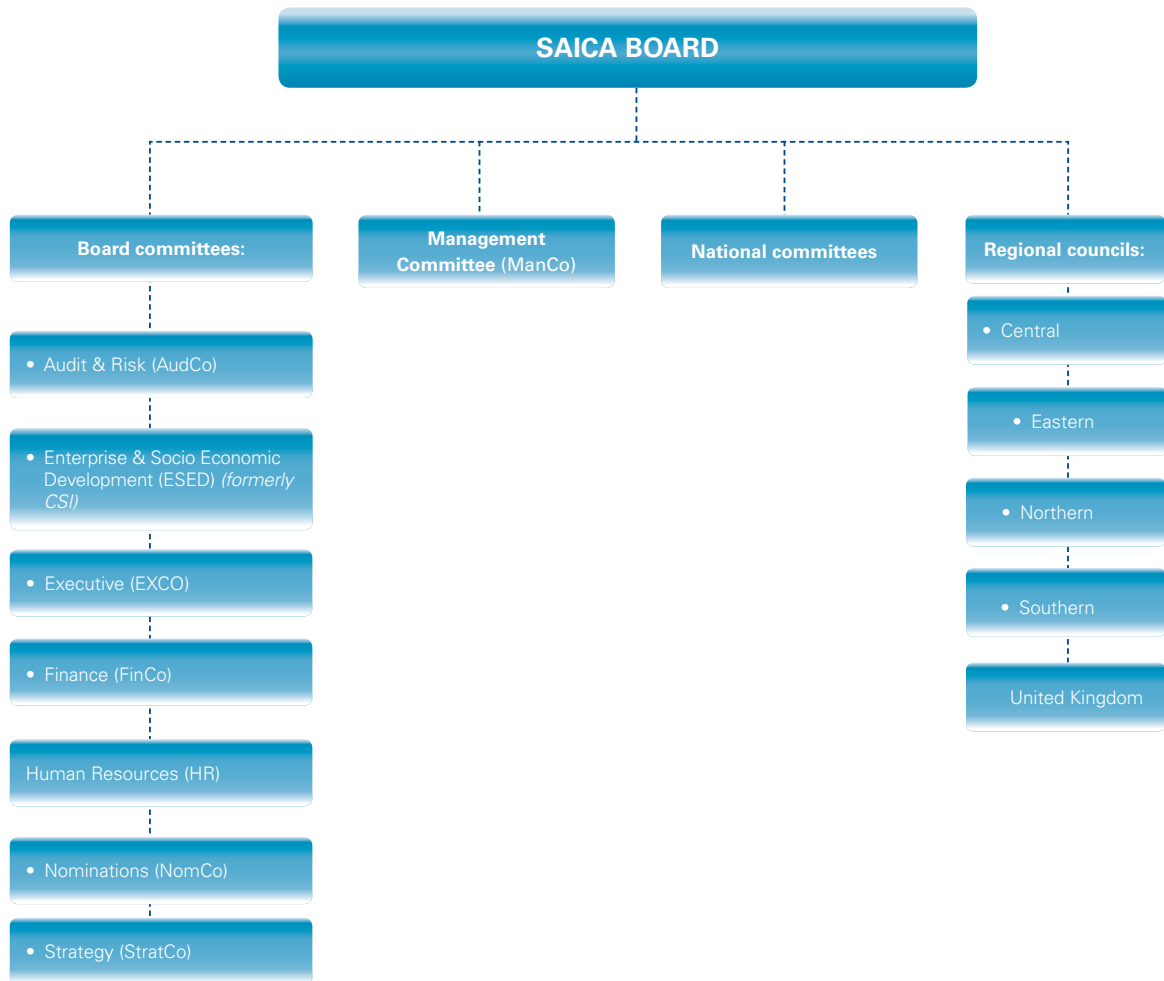 SAICA BOARD
Board committees:
• Audit & Risk (AudCo)
• Enterprise & Socio Economic
Development (ESED) (formerly
CSI)
• Executive (EXCO)
• Finance (FinCo)
Human Resources (HR)
• Nominations (NomCo)
• Strategy (StratCo)
Management
Committee (ManCo)
National committees
Regional councils:
• Central
• Eastern
• Northern
• Southern
United Kingdom